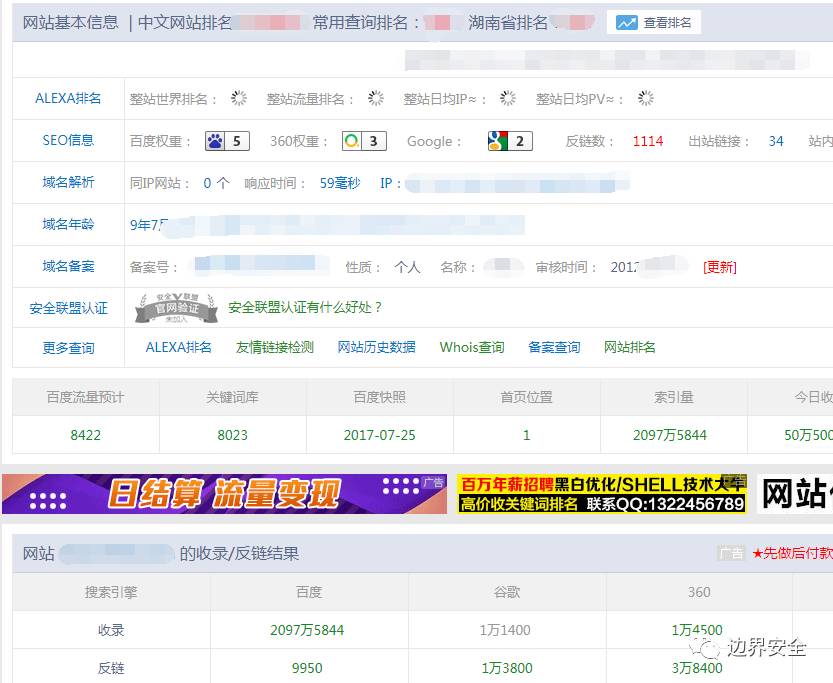 网站基本信息 | 中文网站排名 常用查询排名： 湖南省排名 查看排名
ALEXA排名 整站世界排名： 整站流量排名： 整站日均IP≈： 整站日均PV≈：
SEO信息 百度权重： 5 360权重： 3 Google： 2 反链数： 1114 出站链接： 34 站内
域名解析 同IP网站： 0 个 响应时间： 59毫秒 IP：
域名年龄 9年7月
域名备案 备案号： 性质： 个人 名称： 审核时间： 2012 [更新]
安全联盟认证 安全联盟 官网验证 未加入 安全联盟认证有什么好处？
更多查询 ALEXA排名 友情链接检测 网站历史数据 Whois查询 备案查询 网站排名
百度流量预计 关键词库 百度快照 首页位置 索引量 今日收
8422 8023 2017-07-25 1 2097万5844 50万500
日结算 流量变现 广告
百万年薪招聘黑白优化/SHELL技术大牛 广告
高价收关键词排名 联系QQ:1322456789
网站
网站 的收录/反链结果 广告 ★先做后付款
搜索引擎 百度 谷歌 360
收录 2097万5844 1万1400 1万4500
反链 9950 1万3800 3万8400
边界安全